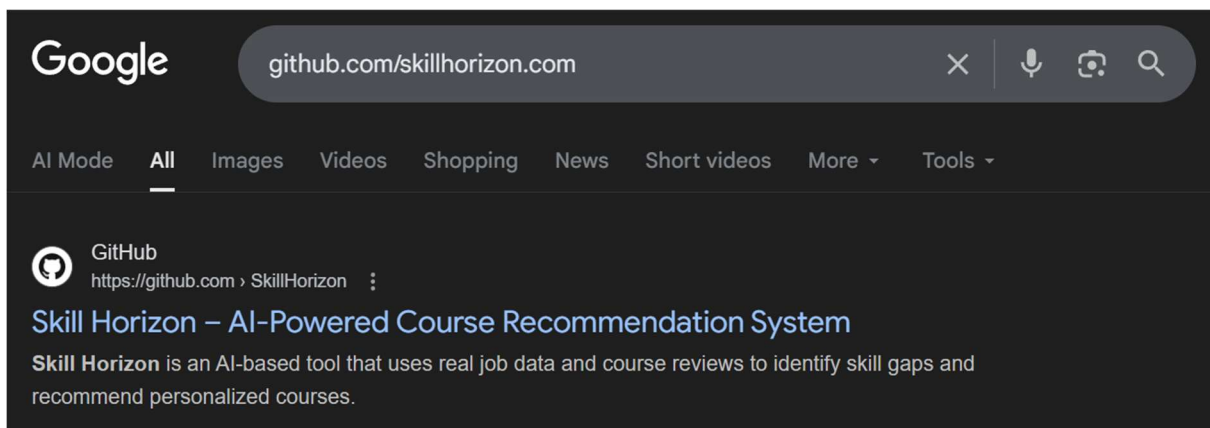 Google
github.com/skillhorizon.com
AI Mode All Images Videos Shopping News Short videos More Tools
GitHub
https://github.com › SkillHorizon
Skill Horizon – AI-Powered Course Recommendation System
Skill Horizon is an AI-based tool that uses real job data and course reviews to identify skill gaps and
recommend personalized courses.